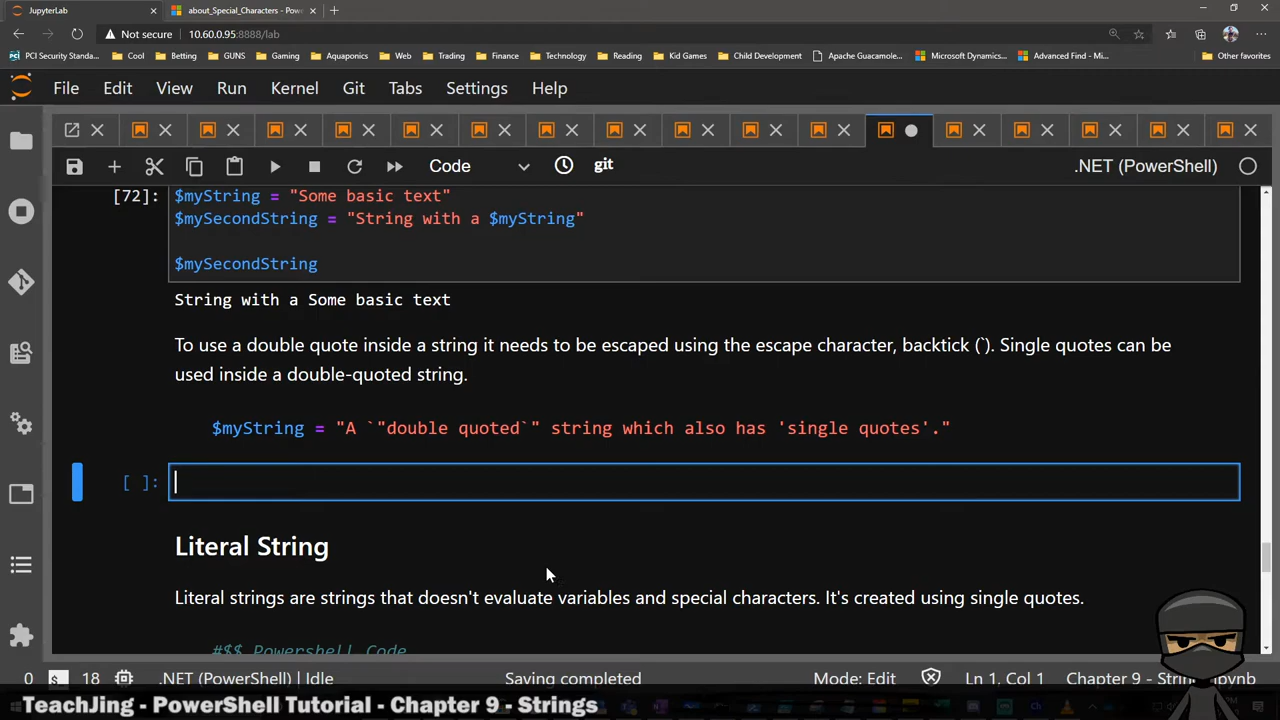 JupyterLab
about_Special_Characters - Pow
Not secure 10.60.0.95:8888/lab
PCI Security Standa... Cool Betting GUNS Gaming Aquaponics Web Trading Finance Technology Reading Kid Games Child Development Apache Guacamole... Microsoft Dynamics... Advanced Find - Mi... Other favorites
File Edit View Run Kernel Git Tabs Settings Help
Code git .NET (PowerShell)
[72]: $myString = "Some basic text"
$mySecondString = "String with a $myString"
$mySecondString
String with a Some basic text
To use a double quote inside a string it needs to be escaped using the escape character, backtick (`). Single quotes can be
used inside a double-quoted string.
$myString = "A `"double quoted`" string which also has 'single quotes'."
[ ]:
Literal String
Literal strings are strings that doesn't evaluate variables and special characters. It's created using single quotes.
#$$ Powershell Code
0 $_ 18 .NET (PowerShell) | Idle Saving completed Mode: Edit Ln 1, Col 1
TeachJing - PowerShell Tutorial - Chapter 9 - Strings